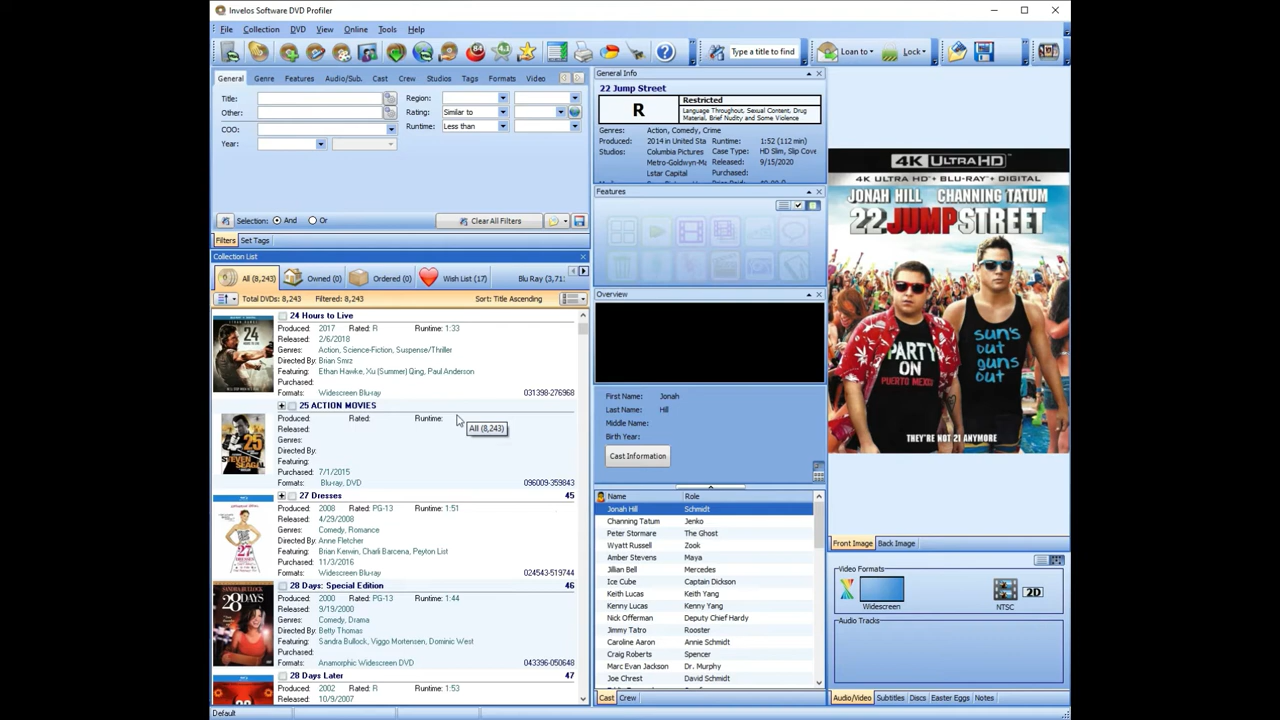 Invelos Software DVD Profiler
File Collection DVD View Online Tools Help
Type a title to find Loan to Lock
General Genre Features Audio/Sub. Cast Crew Studios Tags Formats Video
Title: Region:
Other: Rating: Similar to
COO: Runtime: Less than
Year:
Selection: And Or Clear All Filters
Filters Set Tags
Collection List
All (8,243) Owned (0) Ordered (0) Wish List (17) Blu Ray (3,71:
Total DVDs: 8,243 Filtered: 8,243 Sort: Title Ascending
24 Hours to Live
Produced: 2017 Rated: R Runtime: 1:33
Released: 2/6/2018
Genres: Action, Science-Fiction, Suspense/Thriller
Directed By: Brian Smrz
Featuring: Ethan Hawke, Xu (Summer) Qing, Paul Anderson
Purchased:
Formats: Widescreen Blu-ray 031398-276968
25 ACTION MOVIES
Produced: Rated: Runtime:
Released:
All (8,243)
Genres:
Directed By:
Featuring:
Purchased: 7/1/2015
Formats: Blu-ray, DVD 096009-359843
27 Dresses 45
Produced: 2008 Rated: PG-13 Runtime: 1:51
Released: 4/29/2008
Genres: Comedy, Romance
Directed By: Anne Fletcher
Featuring: Brian Kerwin, Charli Barcena, Peyton List
Purchased: 11/3/2016
Formats: Widescreen Blu-ray 024543-519744
28 Days: Special Edition 46
Produced: 2000 Rated: PG-13 Runtime: 1:44
Released: 9/19/2000
Genres: Comedy, Drama
Directed By: Betty Thomas
Featuring: Sandra Bullock, Viggo Mortensen, Dominic West
Purchased:
Formats: Anamorphic Widescreen DVD 043396-050648
28 Days Later 47
Produced: 2002 Rated: R Runtime: 1:53
Released: 10/9/2007
Default
General Info
22 Jump Street
R
Restricted
Language Throughout, Sexual Content, Drug
Material, Brief Nudity and Some Violence
Genres: Action, Comedy, Crime
Produced: 2014 in United Sta Runtime: 1:52 (112 min)
Studios: Columbia Pictures Case Type: HD Slim, Slip Cove
Metro-Goldwyn-Ma Released: 9/15/2020
Lstar Capital Purchased:
Features
Overview
First Name: Jonah
Last Name: Hill
Middle Name:
Birth Year:
Cast Information
Name Role
Jonah Hill Schmidt
Channing Tatum Jenko
Peter Stormare The Ghost
Wyatt Russell Zook
Amber Stevens Maya
Jillian Bell Mercedes
Ice Cube Captain Dickson
Keith Lucas Keith Yang
Kenny Lucas Kenny Yang
Nick Offerman Deputy Chief Hardy
Jimmy Tatro Rooster
Caroline Aaron Annie Schmidt
Craig Roberts Spencer
Marc Evan Jackson Dr. Murphy
Joe Chrest David Schmidt
Cast Crew
4K ULTRA HD
4K ULTRA HD + BLU-RAY + DIGITAL
JONAH HILL CHANNING TATUM
22 JUMP STREET
PARTY
ON
PUERTO MEXICO
suN's
out
guns
out
THEY'RE NOT 21 ANYMORE
Front Image Back Image
Video Formats
Widescreen NTSC 2D
Audio Tracks
Audio/Video Subtitles Discs Easter Eggs Notes